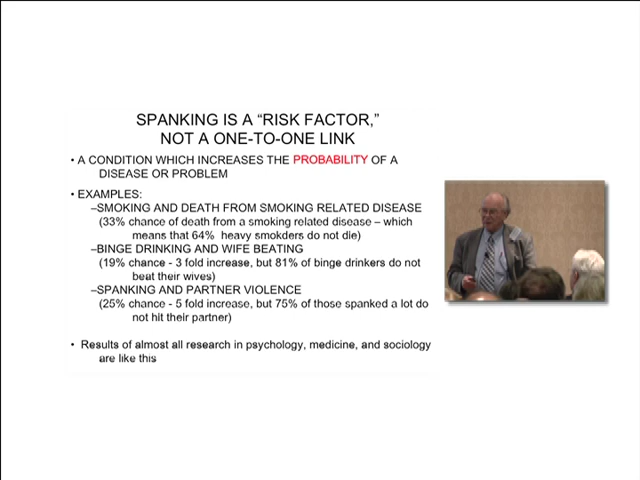 SPANKING IS A “RISK FACTOR,”
NOT A ONE-TO-ONE LINK
• A CONDITION WHICH INCREASES THE PROBABILITY OF A
DISEASE OR PROBLEM
• EXAMPLES:
–SMOKING AND DEATH FROM SMOKING RELATED DISEASE
(33% chance of death from a smoking related disease – which
means that 64% heavy smokders do not die)
–BINGE DRINKING AND WIFE BEATING
(19% chance - 3 fold increase, but 81% of binge drinkers do not
beat their wives)
–SPANKING AND PARTNER VIOLENCE
(25% chance - 5 fold increase, but 75% of those spanked a lot do
not hit their partner)
• Results of almost all research in psychology, medicine, and sociology
are like this